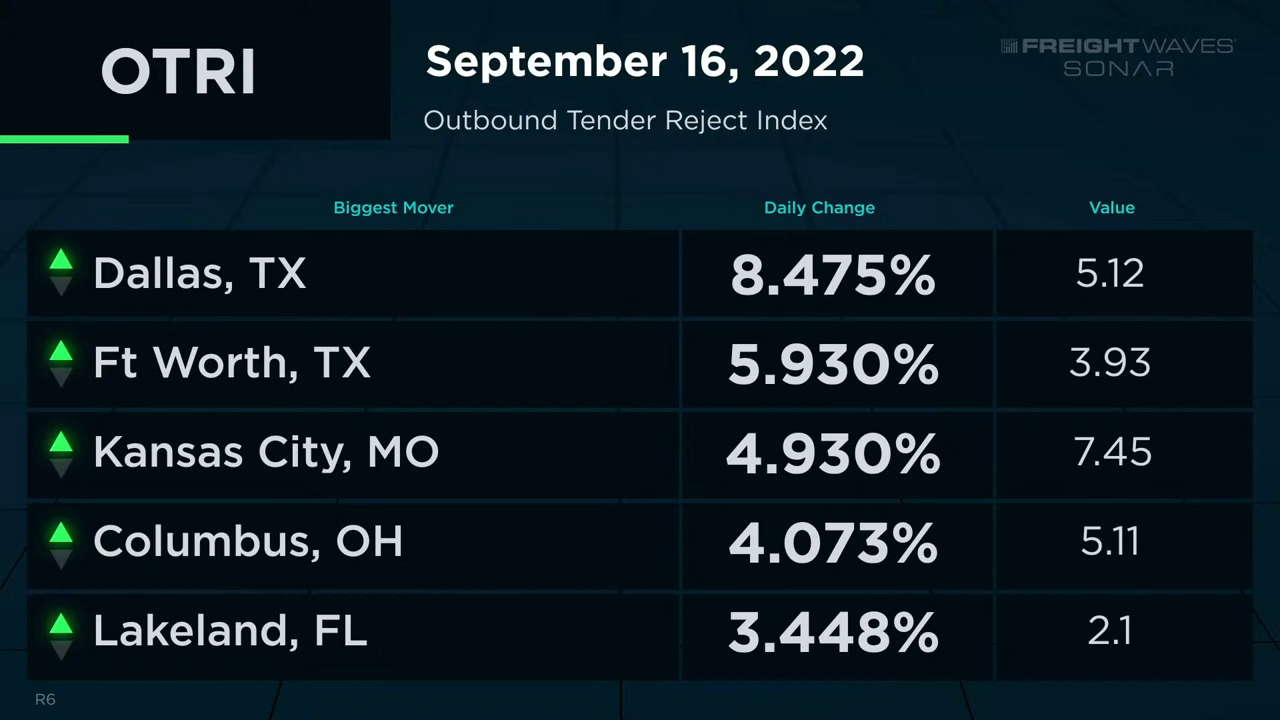 OTRI
September 16, 2022
Outbound Tender Reject Index
FREIGHTWAVES
SONAR
Biggest Mover Daily Change Value
Dallas, TX 8.475% 5.12
Ft Worth, TX 5.930% 3.93
Kansas City, MO 4.930% 7.45
Columbus, OH 4.073% 5.11
Lakeland, FL 3.448% 2.1
R6